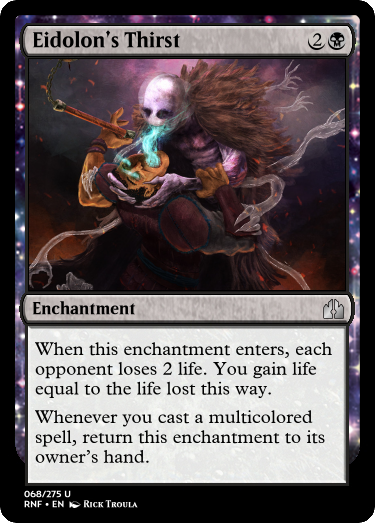 Eidolon's Thirst 2
Enchantment
When this enchantment enters, each
opponent loses 2 life. You gain life
equal to the life lost this way.
Whenever you cast a multicolored
spell, return this enchantment to its
owner's hand.
068/275 U
RNF • EN Rick Troula